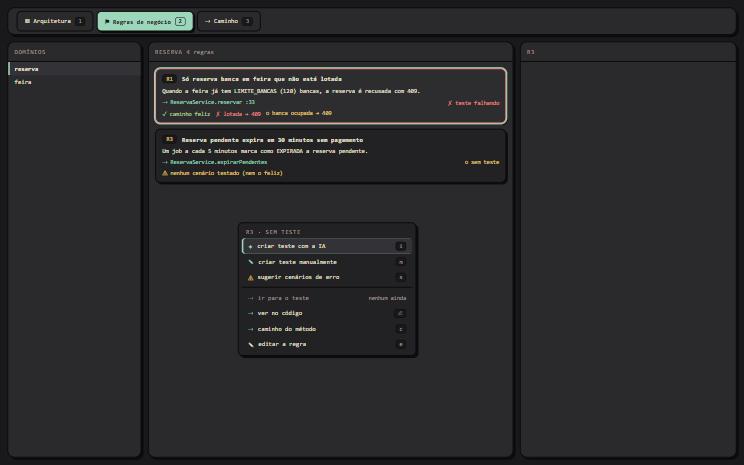 Arquitetura 1
Regras de negócio 2
Caminho 3
DOMÍNIOS
reserva
feira
RESERVA 4 regras
R1 Só reserva banca em feira que não está lotada
Quando a feira já tem LIMITE_BANCAS (120) bancas, a reserva é recusada com 409.
→ ReservaService.reservar :33
✗ teste falhando
✓ caminho feliz ✗ lotada → 409 o banca ocupada → 409
R3 Reserva pendente expira em 30 minutos sem pagamento
Um job a cada 5 minutos marca como EXPIRADA a reserva pendente.
→ ReservaService.expirarPendentes
o sem teste
⚠ nenhum cenário testado (nem o feliz)
R3 · SEM TESTE
criar teste com a IA i
criar teste manualmente m
⚠ sugerir cenários de erro s
→ ir para o teste nenhum ainda
→ ver no código
→ caminho do método c
editar a regra e
R3